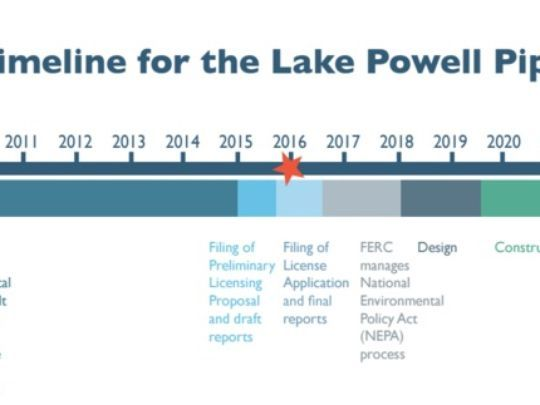 imeline for the Lake Powell Pip
2011 2012 2013 2014 2015 2016 2017 2018 2019 2020
Filing of
Preliminary
Licensing
Proposal
and draft
reports
Filing of
License
Application
and final
reports
FERC
manages
National
Environmental
Policy Act
(NEPA)
process
Design
Constru
tal
lt
e